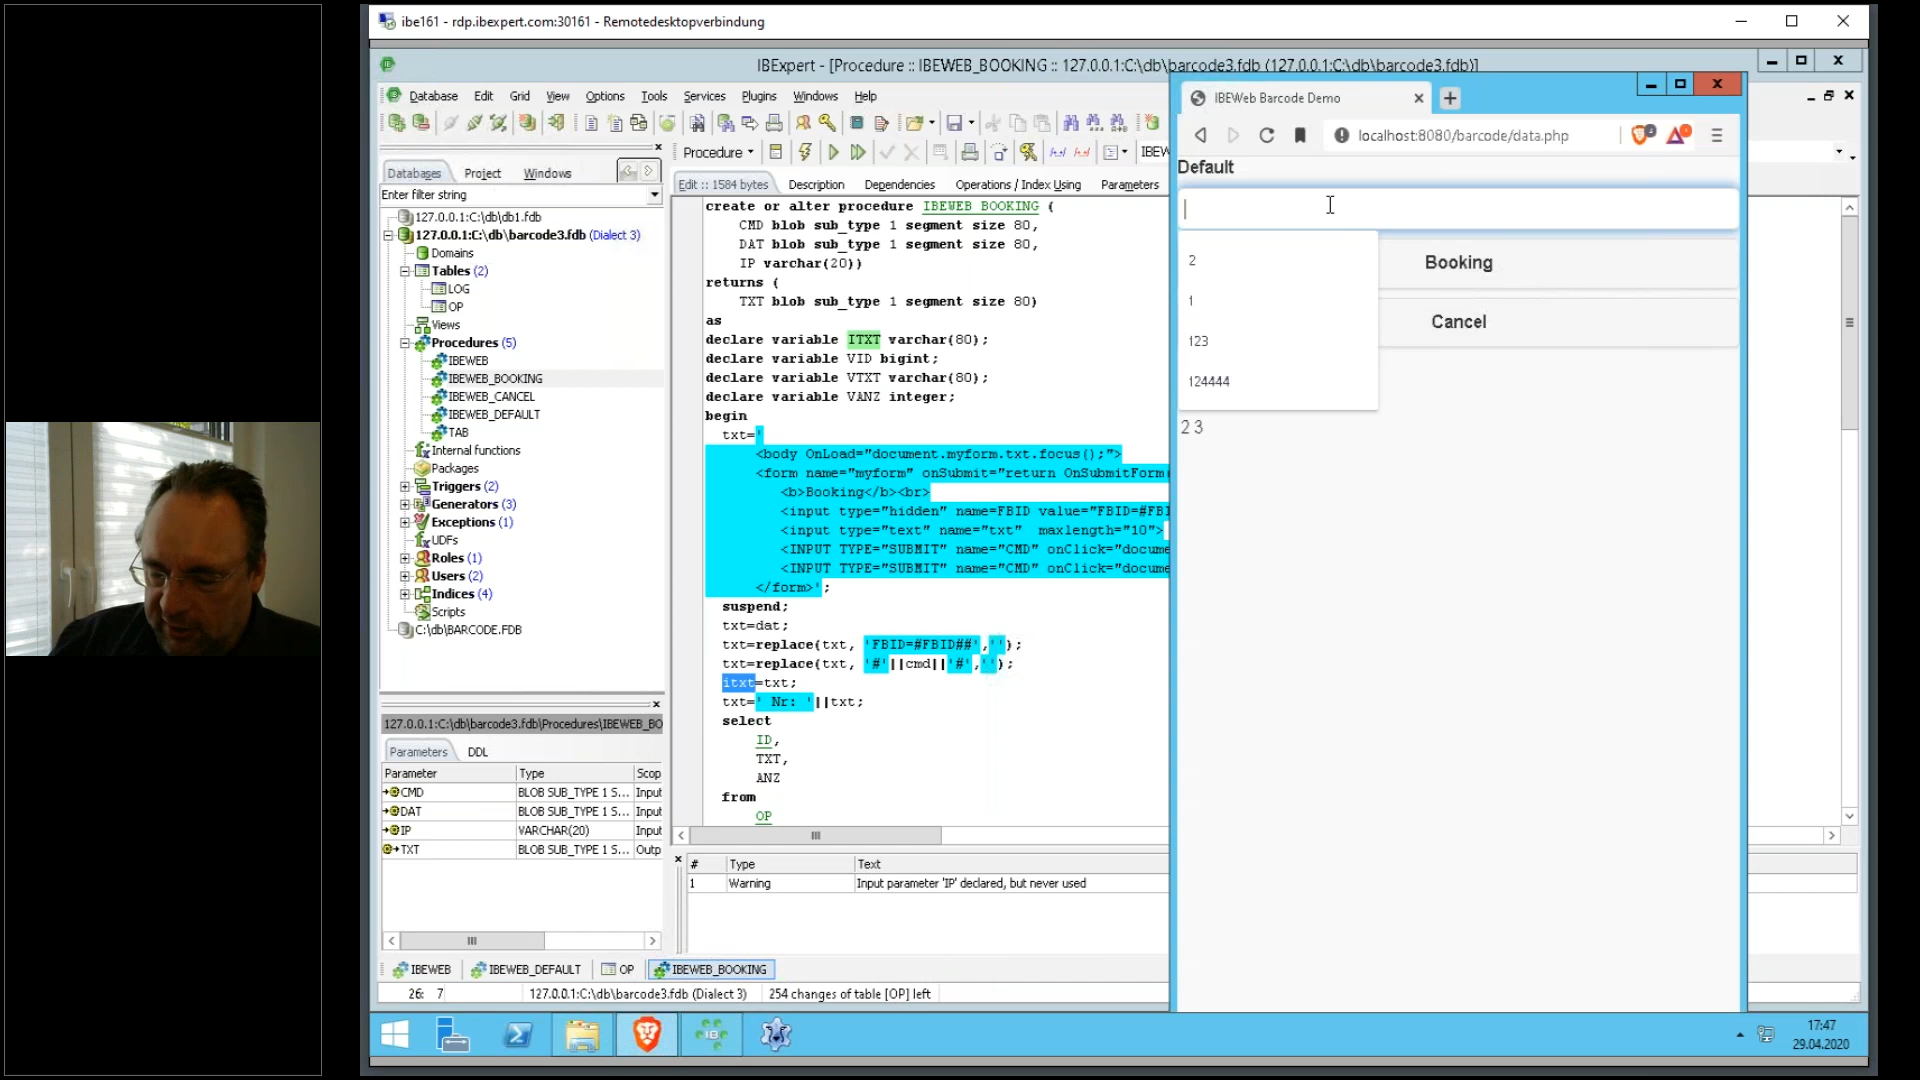 ibe161 - rdp.ibexpert.com:30161 - Remotedesktopverbindung
IBExpert - [Procedure :: IBEWEB_BOOKING :: 127.0.0.1:C:\db\barcode3.fdb (127.0.0.1:C:\db\barcode3.fdb)]
Database Edit Grid View Options Tools Services Plugins Windows Help
Procedure
Databases Project Windows
Enter filter string
127.0.0.1:C:\db\db1.fdb
127.0.0.1:C:\db\barcode3.fdb (Dialect 3)
Domains
Tables (2)
LOG
OP
Views
Procedures (5)
IBEWEB
IBEWEB_BOOKING
IBEWEB_CANCEL
IBEWEB_DEFAULT
TAB
Internal functions
Packages
Triggers (2)
Generators (3)
Exceptions (1)
UDFs
Roles (1)
Users (2)
Indices (4)
Scripts
C:\db\BARCODE.FDB
127.0.0.1:C:\db\barcode3.fdb\Procedures\IBEWEB_BO
Parameters DDL
Parameter Type Scop
CMD BLOB SUB_TYPE 1 S... Input
DAT BLOB SUB_TYPE 1 S... Input
IP VARCHAR(20) Input
TXT BLOB SUB_TYPE 1 S... Outp
Edit :: 1584 bytes Description Dependencies Operations / Index Using Parameters
create or alter procedure IBEWEB_BOOKING (
CMD blob sub_type 1 segment size 80,
DAT blob sub_type 1 segment size 80,
IP varchar(20))
returns (
TXT blob sub_type 1 segment size 80)
as
declare variable ITXT varchar(80);
declare variable VID bigint;
declare variable VTXT varchar(80);
declare variable VANZ integer;
begin
txt='
<body OnLoad="document.myform.txt.focus();">
<form name="myform" onSubmit="return OnSubmitForm(
<b>Booking</b><br>
<input type="hidden" name=FBID value="FBID=#FBI
<input type="text" name="txt"  maxlength="10">
<INPUT TYPE="SUBMIT" name="CMD" onClick="docume
<INPUT TYPE="SUBMIT" name="CMD" onClick="docume
</form>';
suspend;
txt=dat;
txt=replace(txt, 'FBID=#FBID##','');
txt=replace(txt, '#'||cmd||'#','');
itxt=txt;
txt=' Nr: '||txt;
select
ID,
TXT,
ANZ
from
OP
# Type Text
1 Warning Input parameter 'IP' declared, but never used
IBEWEB IBEWEB_DEFAULT OP IBEWEB_BOOKING
26: 7 127.0.0.1:C:\db\barcode3.fdb (Dialect 3) 254 changes of table [OP] left
IBEWeb Barcode Demo
localhost:8080/barcode/data.php
Default
2
1
123
124444
Booking
Cancel
2 3
17:47
29.04.2020